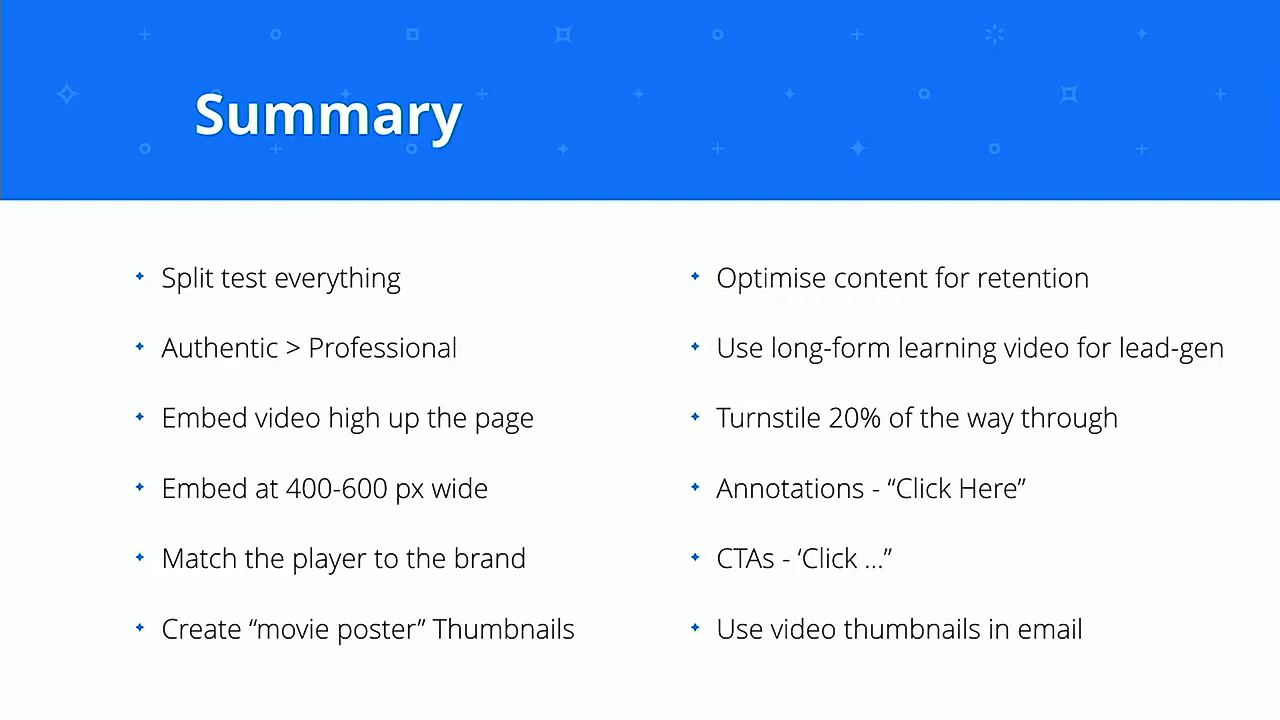 Summary
Split test everything
Authentic > Professional
Embed video high up the page
Embed at 400-600 px wide
Match the player to the brand
Create “movie poster” Thumbnails
Optimise content for retention
Use long-form learning video for lead-gen
Turnstile 20% of the way through
Annotations - “Click Here”
CTAs - ‘Click ...”
Use video thumbnails in email